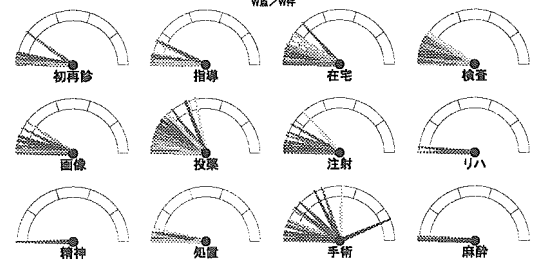 初再診 指導 在宅 検査
画像 投薬 注射 リハ
精神 処置 手術 麻酔